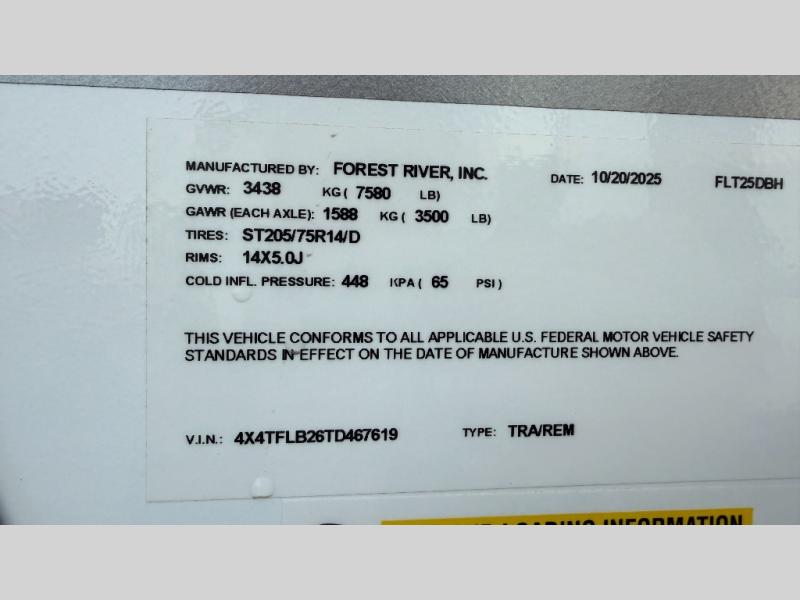 MANUFACTURED BY: FOREST RIVER, INC. DATE: 10/20/2025 FLT25DBH
GVWR: 3438 KG ( 7580 LB)
GAWR (EACH AXLE): 1588 KG ( 3500 LB)
TIRES: ST205/75R14/D
RIMS: 14X5.0J
COLD INFL. PRESSURE: 448 KPA ( 65 PSI )
THIS VEHICLE CONFORMS TO ALL APPLICABLE U.S. FEDERAL MOTOR VEHICLE SAFETY
STANDARDS IN EFFECT ON THE DATE OF MANUFACTURE SHOWN ABOVE.
V.I.N.: 4X4TFLB26TD467619 TYPE: TRA/REM
LOADING INFORMATION